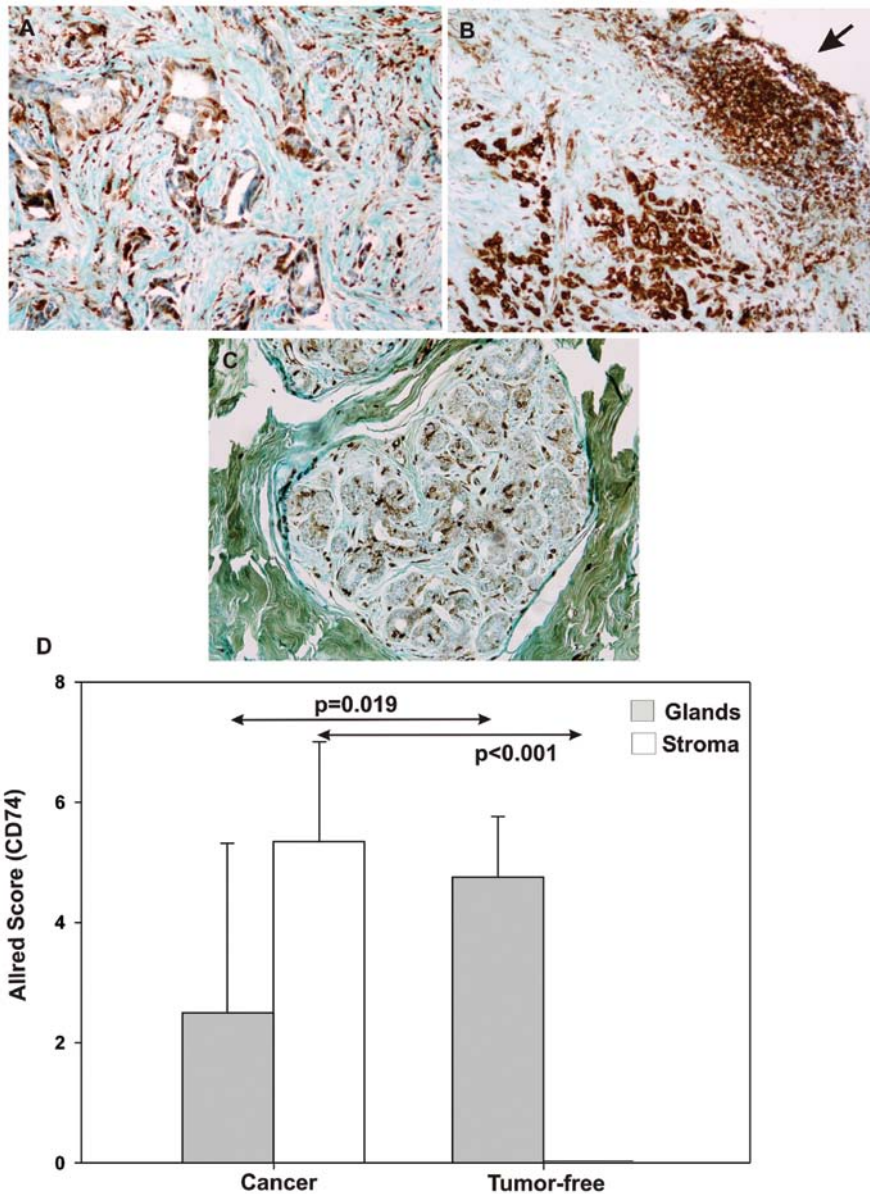 A
B
C
D
8
p=0.019
Glands
Stroma
p<0.001
6
4
2
0
Allred Score (CD74)
Cancer
Tumor-free